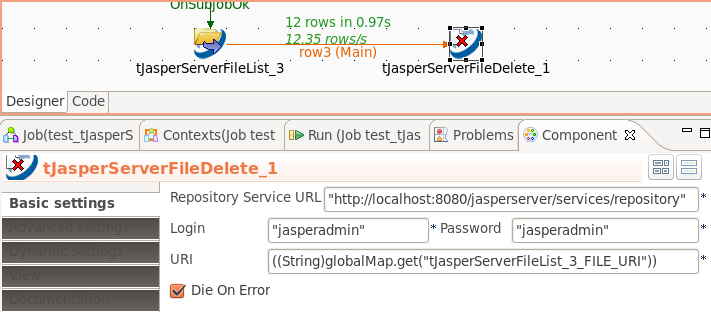 OnSubjobOk
12 rows in 0.97s
12.35 rows/s
row3 (Main)
tJasperServerFileList_3
tJasperServerFileDelete_1
Designer Code
Job(test_tJasperS Contexts(Job test Run (Job test_tJas Problems Component
tJasperServerFileDelete_1
Basic settings
Repository Service URL "http://localhost:8080/jasperserver/services/repository" *
Advanced settings
Login "jasperadmin" * Password "jasperadmin" *
Dynamic settings
URI ((String)globalMap.get("tJasperServerFileList_3_FILE_URI")) *
View
Die On Error
Documentation